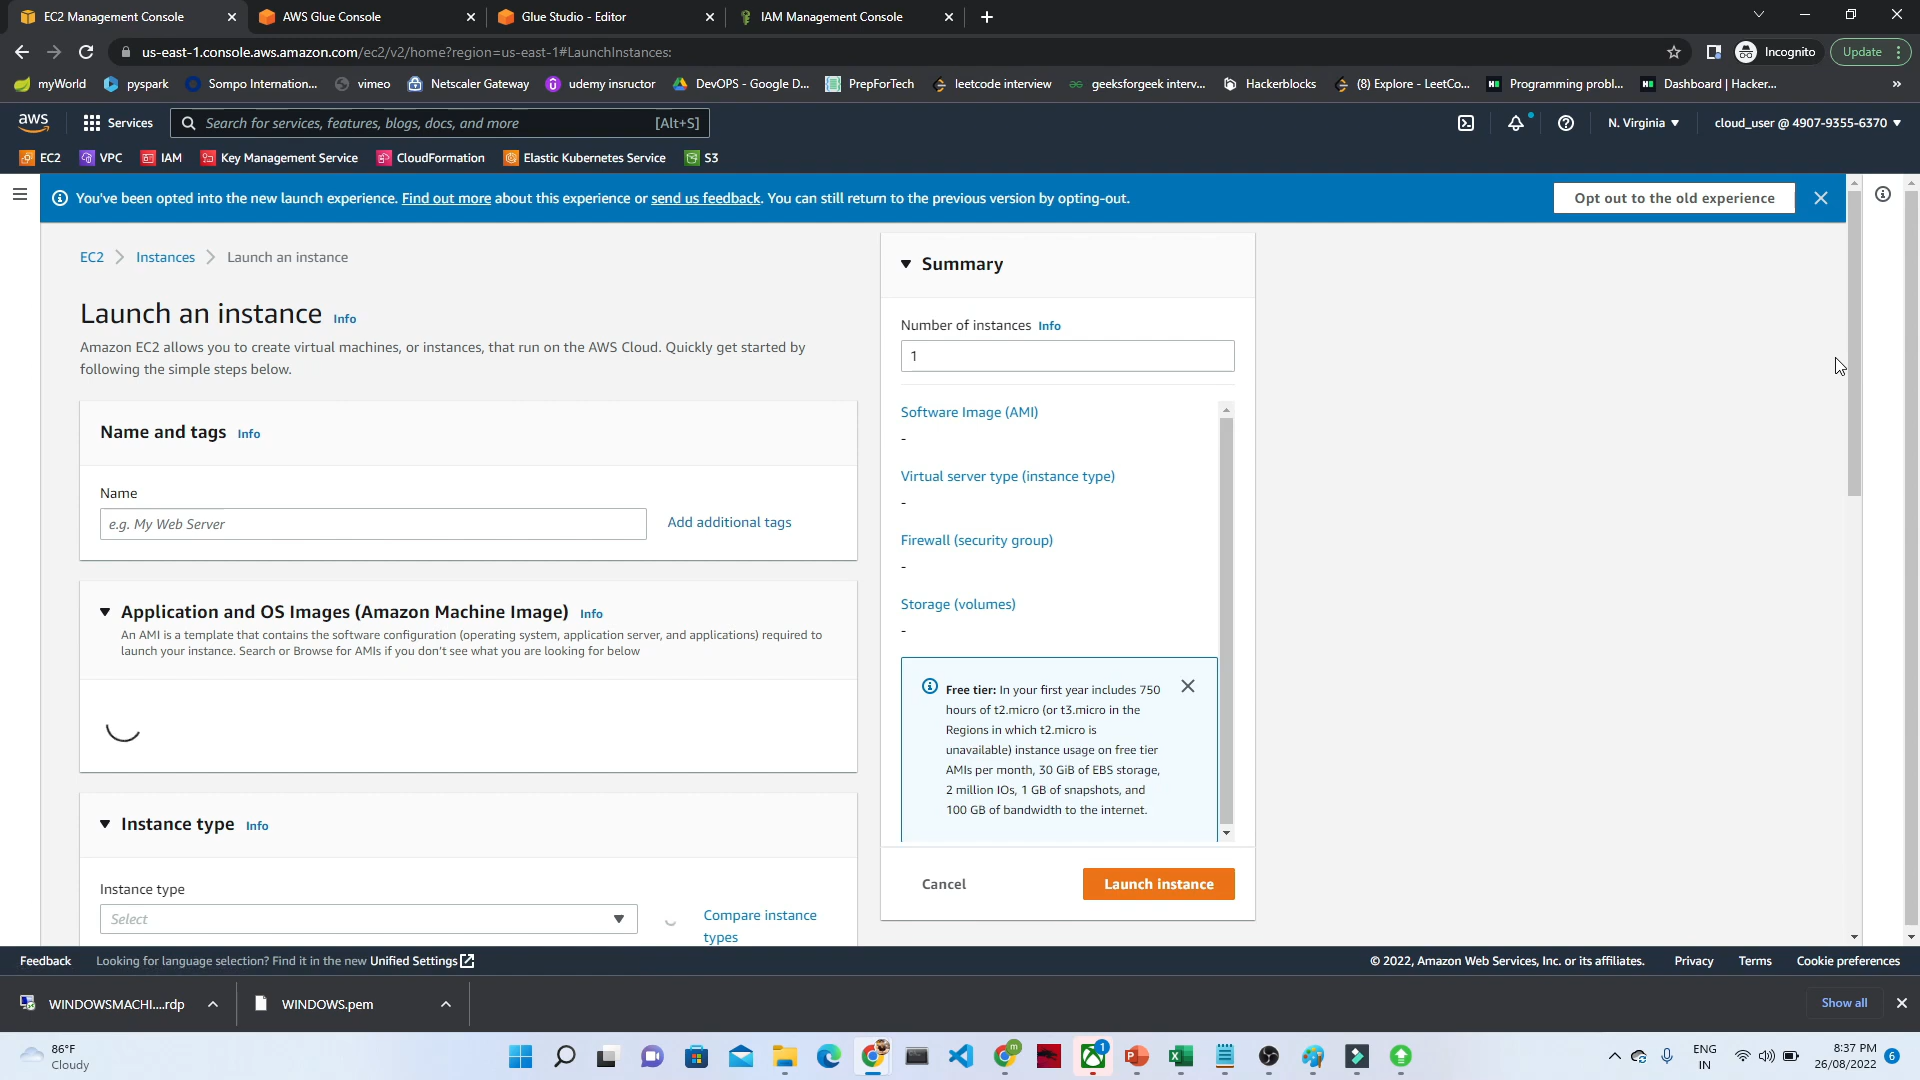 EC2 Management Console
AWS Glue Console
Glue Studio - Editor
IAM Management Console
us-east-1.console.aws.amazon.com/ec2/v2/home?region=us-east-1#LaunchInstances:
Incognito
Update
myWorld
pyspark
Sompo Internation...
vimeo
Netscaler Gateway
udemy insructor
DevOPS - Google D...
PrepForTech
leetcode interview
geeksforgeek interv...
Hackerblocks
(8) Explore - LeetCo...
Programming probl...
Dashboard | Hacker...
»
aws
Services
Search for services, features, blogs, docs, and more
[Alt+S]
N. Virginia
cloud_user @ 4907-9355-6370
EC2
VPC
IAM
Key Management Service
CloudFormation
Elastic Kubernetes Service
S3
You've been opted into the new launch experience. Find out more about this experience or send us feedback. You can still return to the previous version by opting-out.
Opt out to the old experience
EC2
Instances
Launch an instance
Launch an instance Info
Amazon EC2 allows you to create virtual machines, or instances, that run on the AWS Cloud. Quickly get started by
following the simple steps below.
Name and tags Info
Name
e.g. My Web Server
Add additional tags
Application and OS Images (Amazon Machine Image) Info
An AMI is a template that contains the software configuration (operating system, application server, and applications) required to
launch your instance. Search or Browse for AMIs if you don't see what you are looking for below
Instance type Info
Instance type
Select
Compare instance
types
Summary
Number of instances Info
1
Software Image (AMI)
-
Virtual server type (instance type)
-
Firewall (security group)
-
Storage (volumes)
-
Free tier: In your first year includes 750
hours of t2.micro (or t3.micro in the
Regions in which t2.micro is
unavailable) instance usage on free tier
AMIs per month, 30 GiB of EBS storage,
2 million IOs, 1 GB of snapshots, and
100 GB of bandwidth to the internet.
Cancel
Launch instance
Feedback
Looking for language selection? Find it in the new Unified Settings
© 2022, Amazon Web Services, Inc. or its affiliates.
Privacy
Terms
Cookie preferences
WINDOWSMACHI....rdp
WINDOWS.pem
Show all
86°F
Cloudy
m
1
ENG
IN
8:37 PM
26/08/2022
6